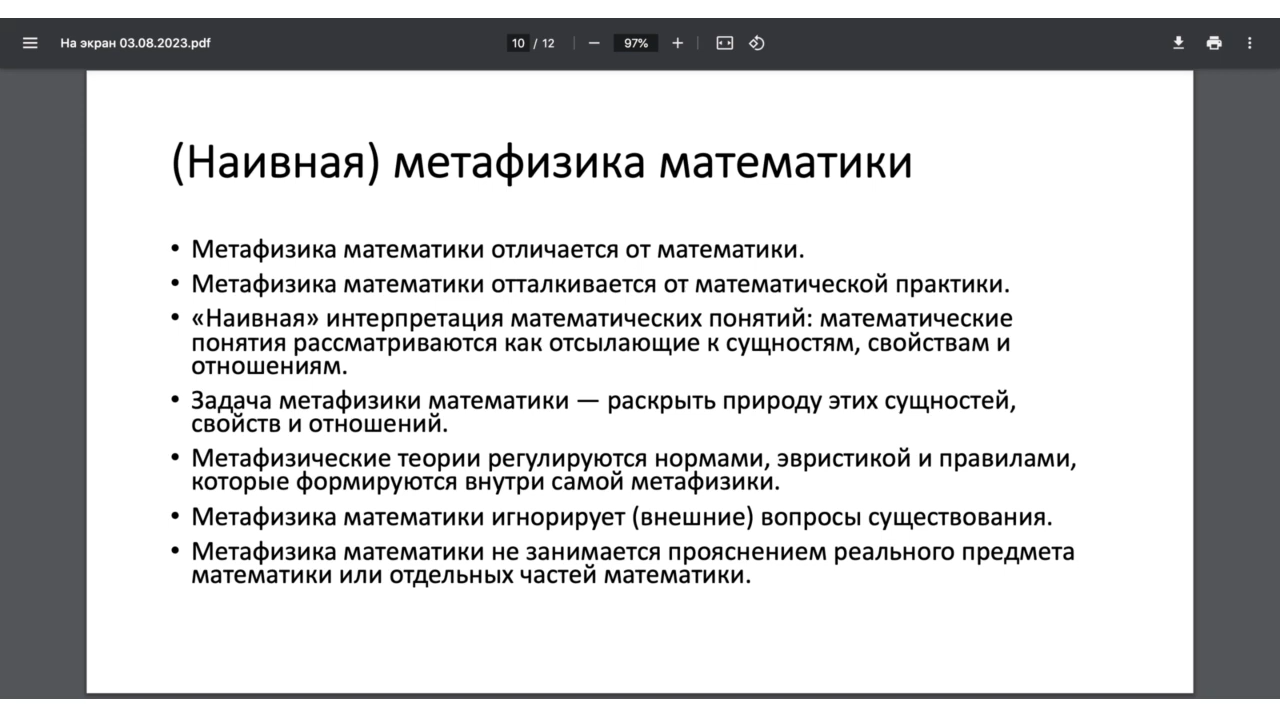 На экран 03.08.2023.pdf
10 / 12
97%
(Наивная) метафизика математики
• Метафизика математики отличается от математики.
• Метафизика математики отталкивается от математической практики.
• «Наивная» интерпретация математических понятий: математические
понятия рассматриваются как отсылающие к сущностям, свойствам и
отношениям.
• Задача метафизики математики — раскрыть природу этих сущностей,
свойств и отношений.
• Метафизические теории регулируются нормами, эвристикой и правилами,
которые формируются внутри самой метафизики.
• Метафизика математики игнорирует (внешние) вопросы существования.
• Метафизика математики не занимается прояснением реального предмета
математики или отдельных частей математики.